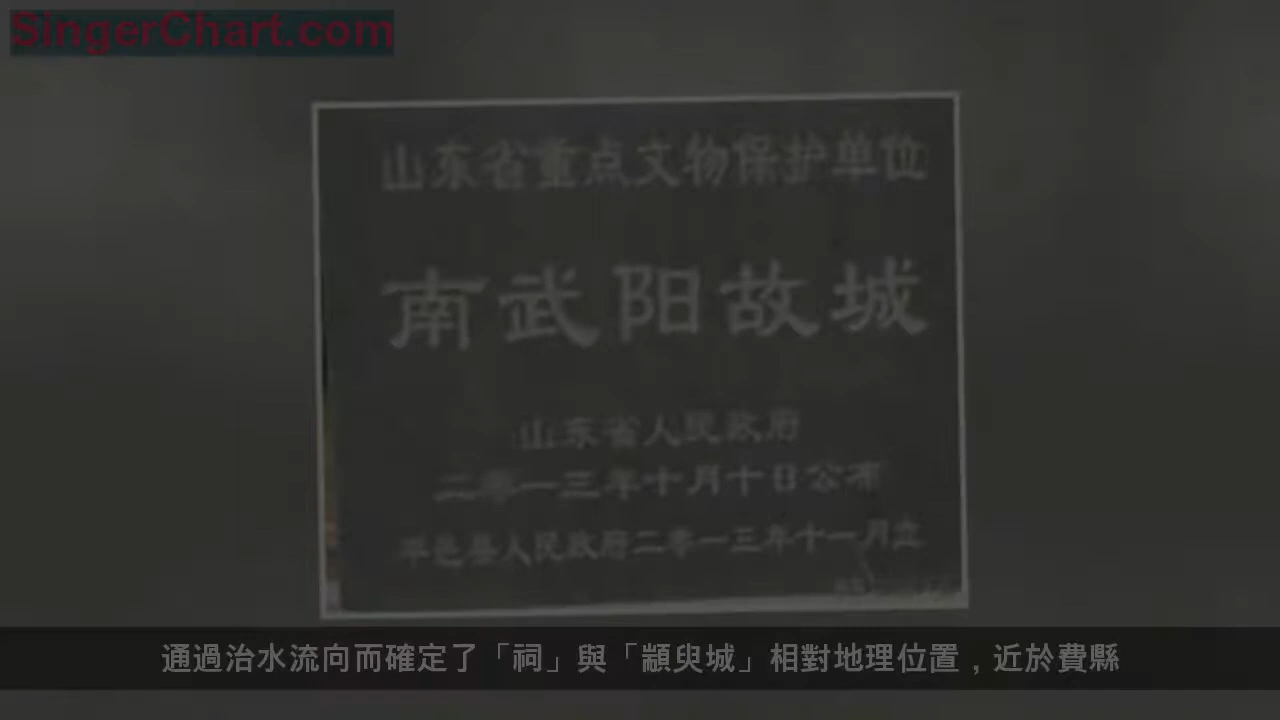 SingerChart.com
山东省重点文物保护单位
南武阳故城
山东省人民政府
二零一三年十月十日公布
平邑县人民政府二零一三年十一月立
通過治水流向而確定了「祠」與「顓臾城」相對地理位置，近於費縣